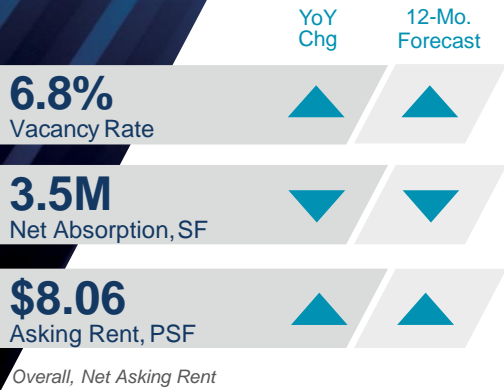 YoY
Chg
12-Mo.
Forecast
6.8%
Vacancy Rate
3.5M
Net Absorption, SF
$8.06
Asking Rent, PSF
Overall, Net Asking Rent